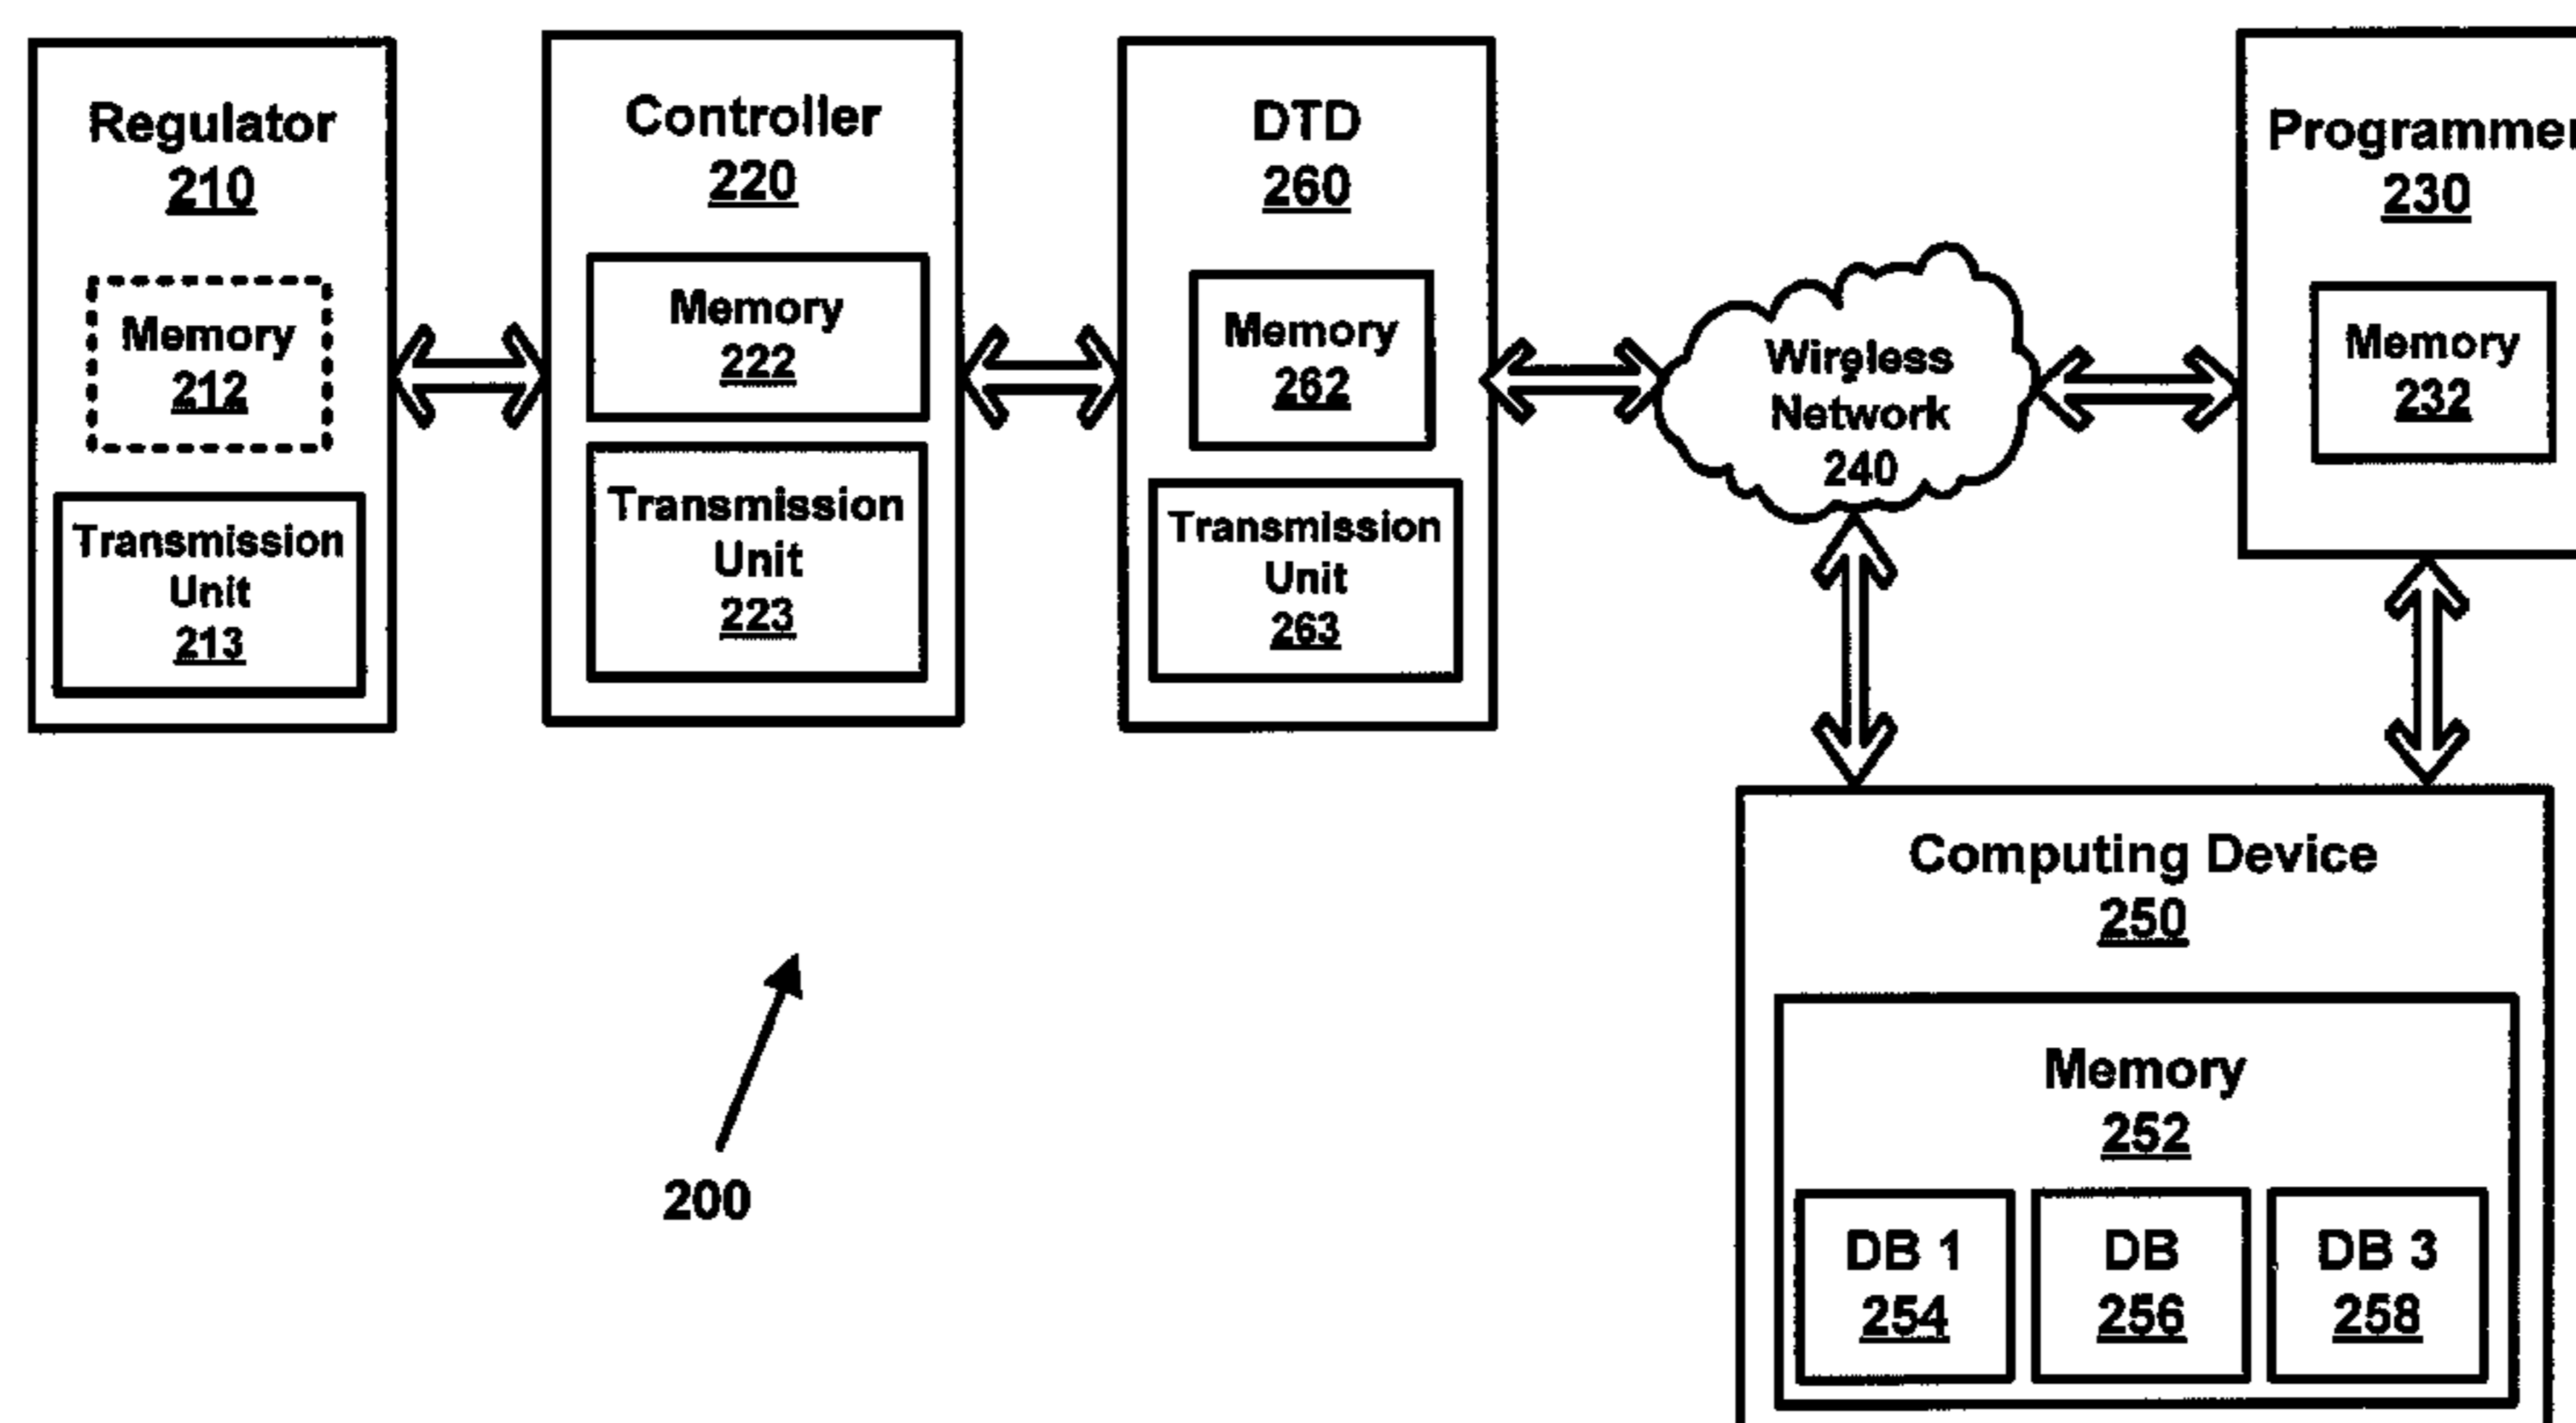 Regulator
210
Memory
212
Transmission
Unit
213
Controller
220
Memory
222
Transmission
Unit
223
DTD
260
Memory
262
Transmission
Unit
263
Wireless
Network
240
Programmer
230
Memory
232
Computing Device
250
Memory
252
DB 1
254
DB
256
DB 3
258
200